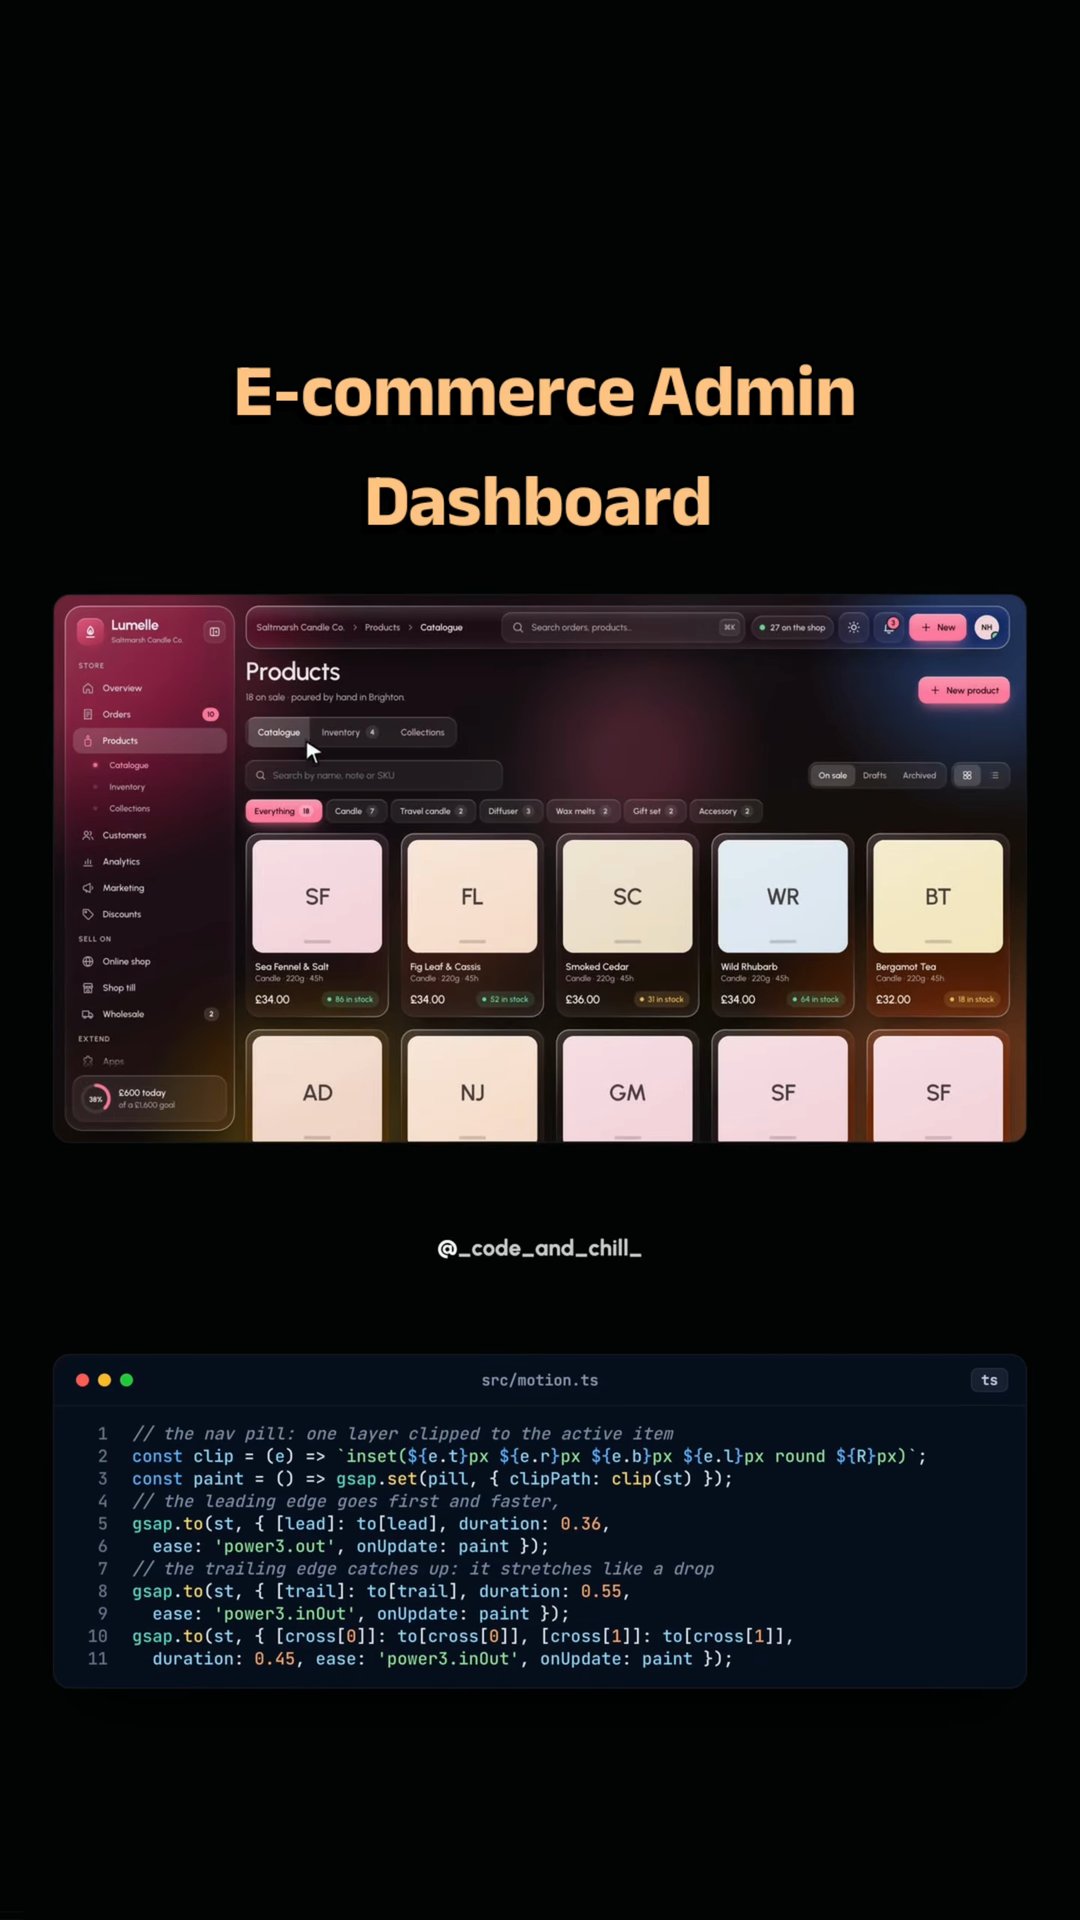 E-commerce Admin
Dashboard
Lumelle
Saltmarsh Candle Co.
STORE
Overview
Orders 10
Products
Catalogue
Inventory
Collections
Customers
Analytics
Marketing
Discounts
SELL ON
Online shop
Shop till
Wholesale 2
EXTEND
Apps
38% £600 today
of a £1,600 goal
Saltmarsh Candle Co. > Products > Catalogue
Search orders, products.. ⌘K
27 on the shop
3
+ New
NH
Products
18 on sale · poured by hand in Brighton.
+ New product
Catalogue Inventory 4 Collections
Search by name, note or SKU
On sale Drafts Archived
Everything 18 Candle 7 Travel candle 2 Diffuser 3 Wax melts 2 Gift set 2 Accessory 2
SF
Sea Fennel & Salt
Candle · 220g · 45h
£34.00 86 in stock
FL
Fig Leaf & Cassis
Candle · 220g · 45h
£34.00 52 in stock
SC
Smoked Cedar
Candle · 220g · 45h
£36.00 31 in stock
WR
Wild Rhubarb
Candle · 220g · 45h
£34.00 64 in stock
BT
Bergamot Tea
Candle · 220g · 45h
£32.00 18 in stock
AD
NJ
GM
SF
SF
@_code_and_chill_
src/motion.ts
ts
1 // the nav pill: one layer clipped to the active item
2 const clip = (e) => `inset(${e.t}px ${e.r}px ${e.b}px ${e.l}px round ${R}px)`;
3 const paint = () => gsap.set(pill, { clipPath: clip(st) });
4 // the leading edge goes first and faster,
5 gsap.to(st, { [lead]: to[lead], duration: 0.36,
6 ease: 'power3.out', onUpdate: paint });
7 // the trailing edge catches up: it stretches like a drop
8 gsap.to(st, { [trail]: to[trail], duration: 0.55,
9 ease: 'power3.inOut', onUpdate: paint });
10 gsap.to(st, { [cross[0]]: to[cross[0]], [cross[1]]: to[cross[1]],
11 duration: 0.45, ease: 'power3.inOut', onUpdate: paint });